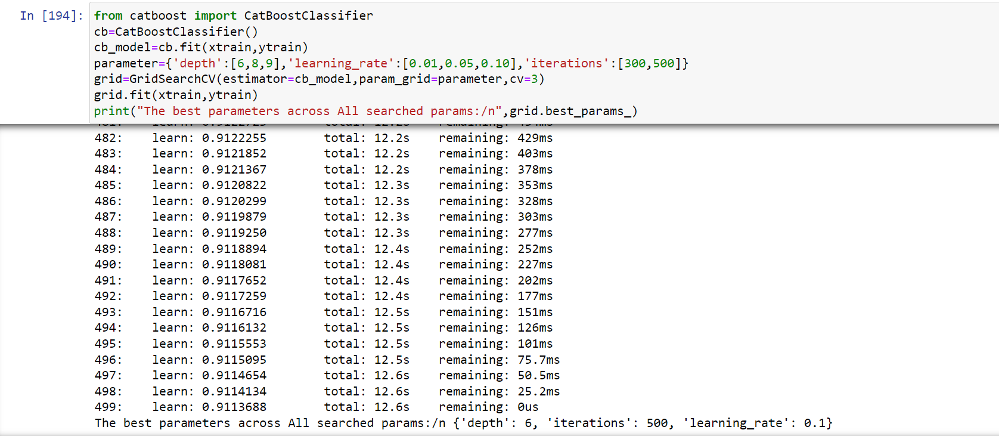 In [194]: from catboost import CatBoostClassifier
cb=CatBoostClassifier()
cb_model=cb.fit(xtrain,ytrain)
parameter={'depth':[6,8,9],'learning_rate':[0.01,0.05,0.10],'iterations':[300,500]}
grid=GridSearchCV(estimator=cb_model,param_grid=parameter,cv=3)
grid.fit(xtrain,ytrain)
print("The best parameters across All searched params:/n",grid.best_params_)
482: learn: 0.9122255 total: 12.2s remaining: 429ms
483: learn: 0.9121852 total: 12.2s remaining: 403ms
484: learn: 0.9121367 total: 12.2s remaining: 378ms
485: learn: 0.9120822 total: 12.3s remaining: 353ms
486: learn: 0.9120299 total: 12.3s remaining: 328ms
487: learn: 0.9119879 total: 12.3s remaining: 303ms
488: learn: 0.9119250 total: 12.3s remaining: 277ms
489: learn: 0.9118894 total: 12.4s remaining: 252ms
490: learn: 0.9118081 total: 12.4s remaining: 227ms
491: learn: 0.9117652 total: 12.4s remaining: 202ms
492: learn: 0.9117259 total: 12.4s remaining: 177ms
493: learn: 0.9116716 total: 12.5s remaining: 151ms
494: learn: 0.9116132 total: 12.5s remaining: 126ms
495: learn: 0.9115553 total: 12.5s remaining: 101ms
496: learn: 0.9115095 total: 12.5s remaining: 75.7ms
497: learn: 0.9114654 total: 12.6s remaining: 50.5ms
498: learn: 0.9114134 total: 12.6s remaining: 25.2ms
499: learn: 0.9113688 total: 12.6s remaining: 0us
The best parameters across All searched params:/n {'depth': 6, 'iterations': 500, 'learning_rate': 0.1}